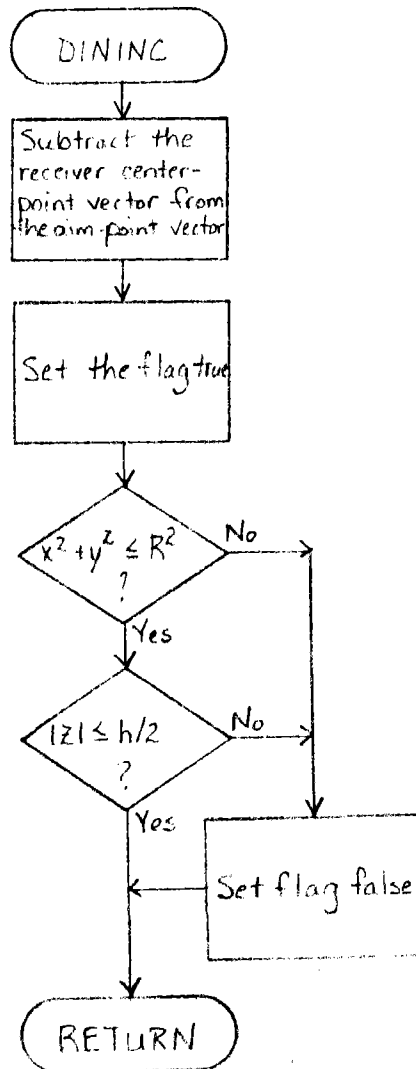 DININC
Subtract the
receiver center-
point vector from
the aim-point vector
Set the flag true
x² + y² ≤ R²
?
No
Yes
|z| ≤ h/2
?
No
Yes
Set flag false
RETURN